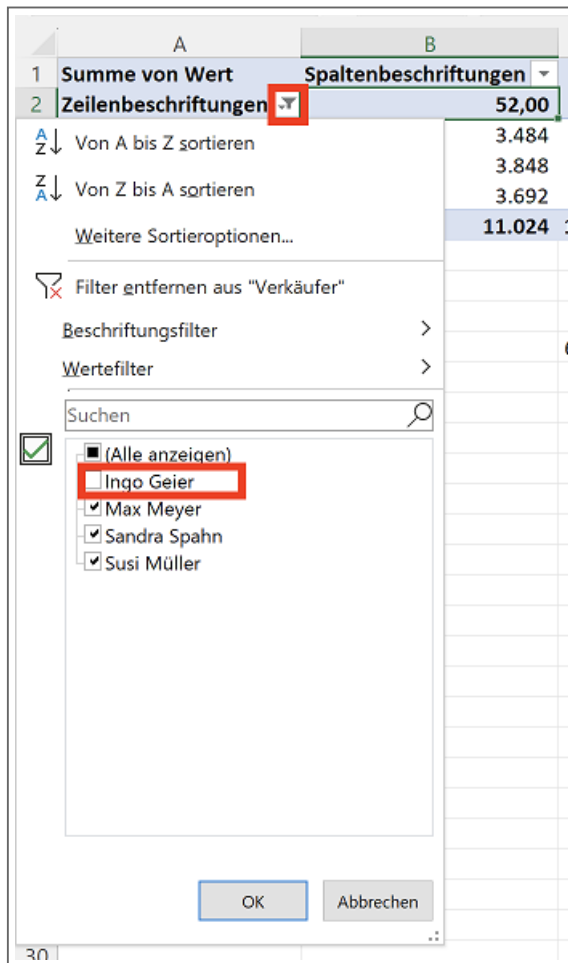 A B
1 Summe von Wert Spaltenbeschriftungen
2 Zeilenbeschriftungen 52,00
3.484
3.848
3.692
11.024
Von A bis Z sortieren
Von Z bis A sortieren
Weitere Sortieroptionen...
Filter entfernen aus "Verkäufer"
Beschriftungsfilter
Wertefilter
Suchen
(Alle anzeigen)
Ingo Geier
Max Meyer
Sandra Spahn
Susi Müller
OK Abbrechen
30